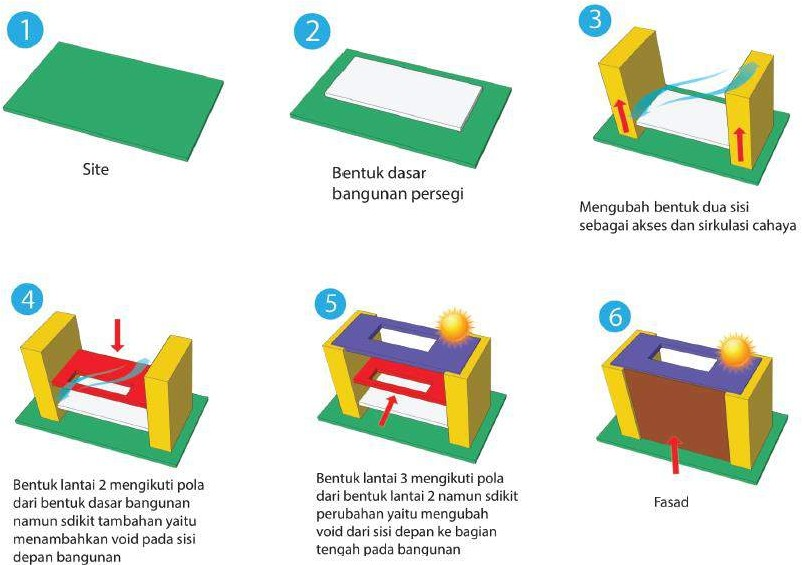 1
Site
2
Bentuk dasar
bangunan persegi
3
Mengubah bentuk dua sisi
sebagai akses dan sirkulasi cahaya
4
Bentuk lantai 2 mengikuti pola
dari bentuk dasar bangunan
namun sdikit tambahan yaitu
menambahkan void pada sisi
depan bangunan
5
Bentuk lantai 3 mengikuti pola
dari bentuk lantai 2 namun sdikit
perubahan yaitu mengubah
void dari sisi depan ke bagian
tengah pada bangunan
6
Fasad